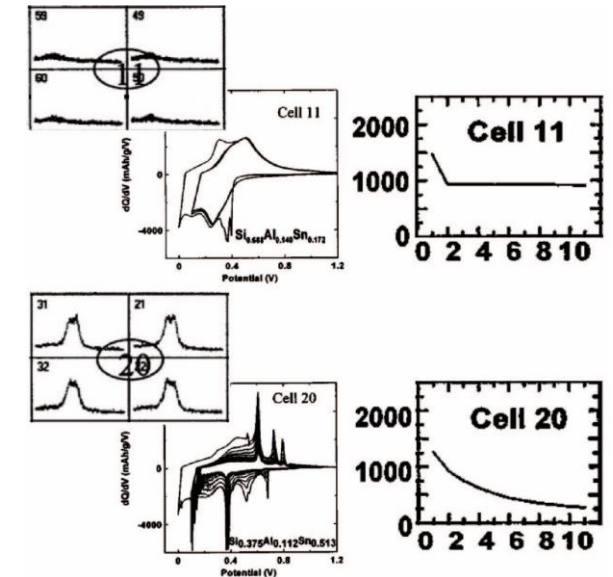 59 49
11
60
Cell 11
dQ/dV (mAh/g/V)
0
-4000
Si0.688Al0.140Sn0.172
0 0.4 0.8 1.2
Potential (V)
Cell 11
2000
1000
0
0 2 4 6 8 10
31 21
20
32
Cell 20
dQ/dV (mAh/g/V)
0
-4000
Si0.375Al0.112Sn0.513
0 0.4 0.8 1.2
Potential (V)
Cell 20
2000
1000
0
0 2 4 6 8 10